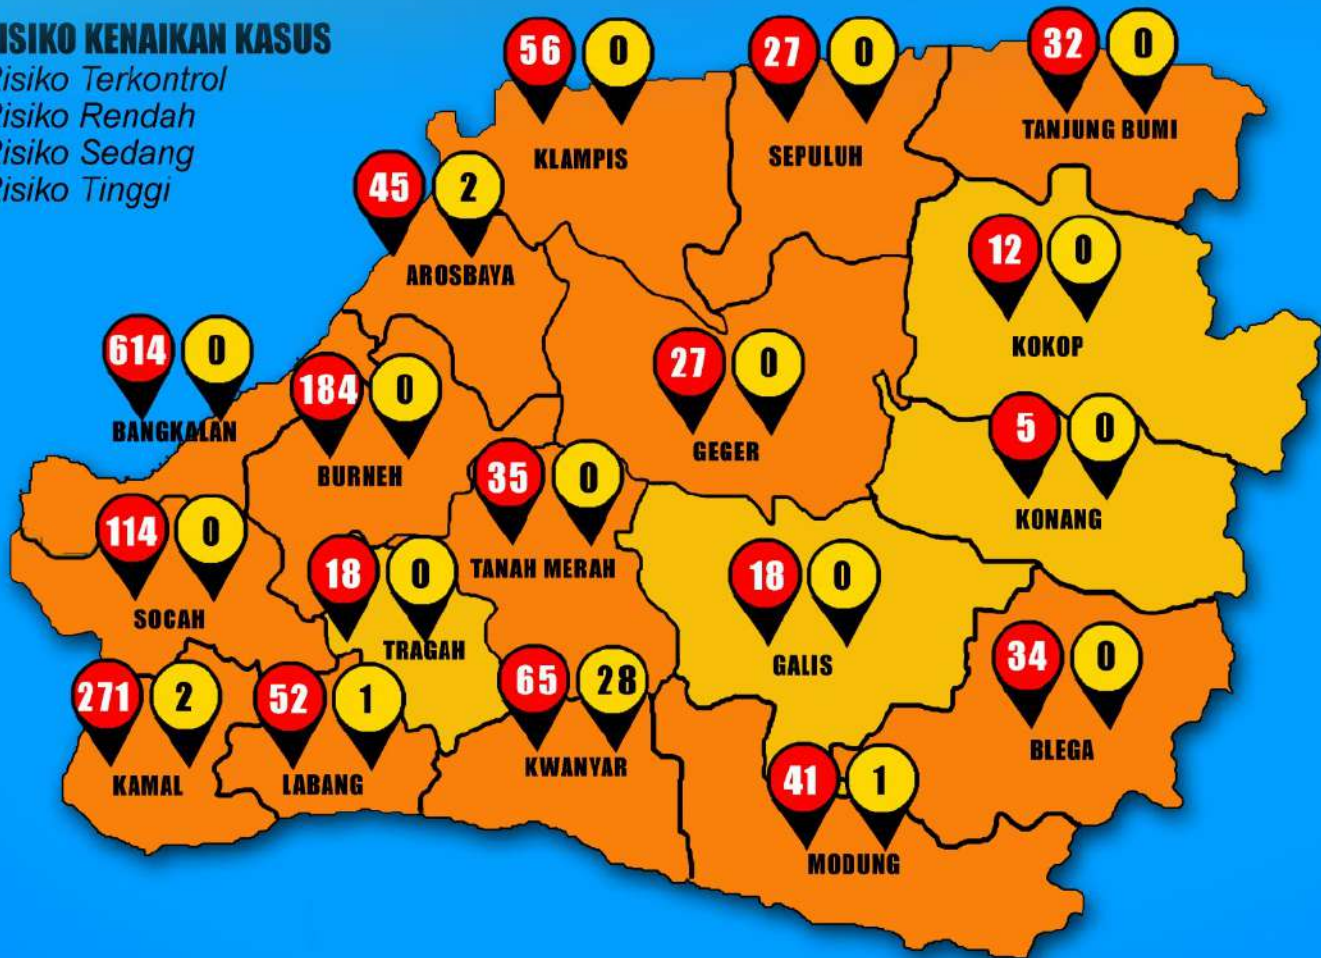 ISIKO KENAIKAN KASUS
isiko Terkontrol
Risiko Rendah
Risiko Sedang
Risiko Tinggi
56 0
KLAMPIS
27 0
SEPULUH
32 0
TANJUNG BUMI
45 2
AROSBAYA
12 0
KOKOP
614 0
BANGKALAN
184 0
BURNEH
27 0
GEGER
5 0
KONANG
35 0
TANAH MERAH
114 0
SOCAH
18 0
TRAGAH
18 0
GALIS
34 0
BLEGA
271 2
KAMAL
52 1
LABANG
65 28
KWANYAR
41 1
MODUNG